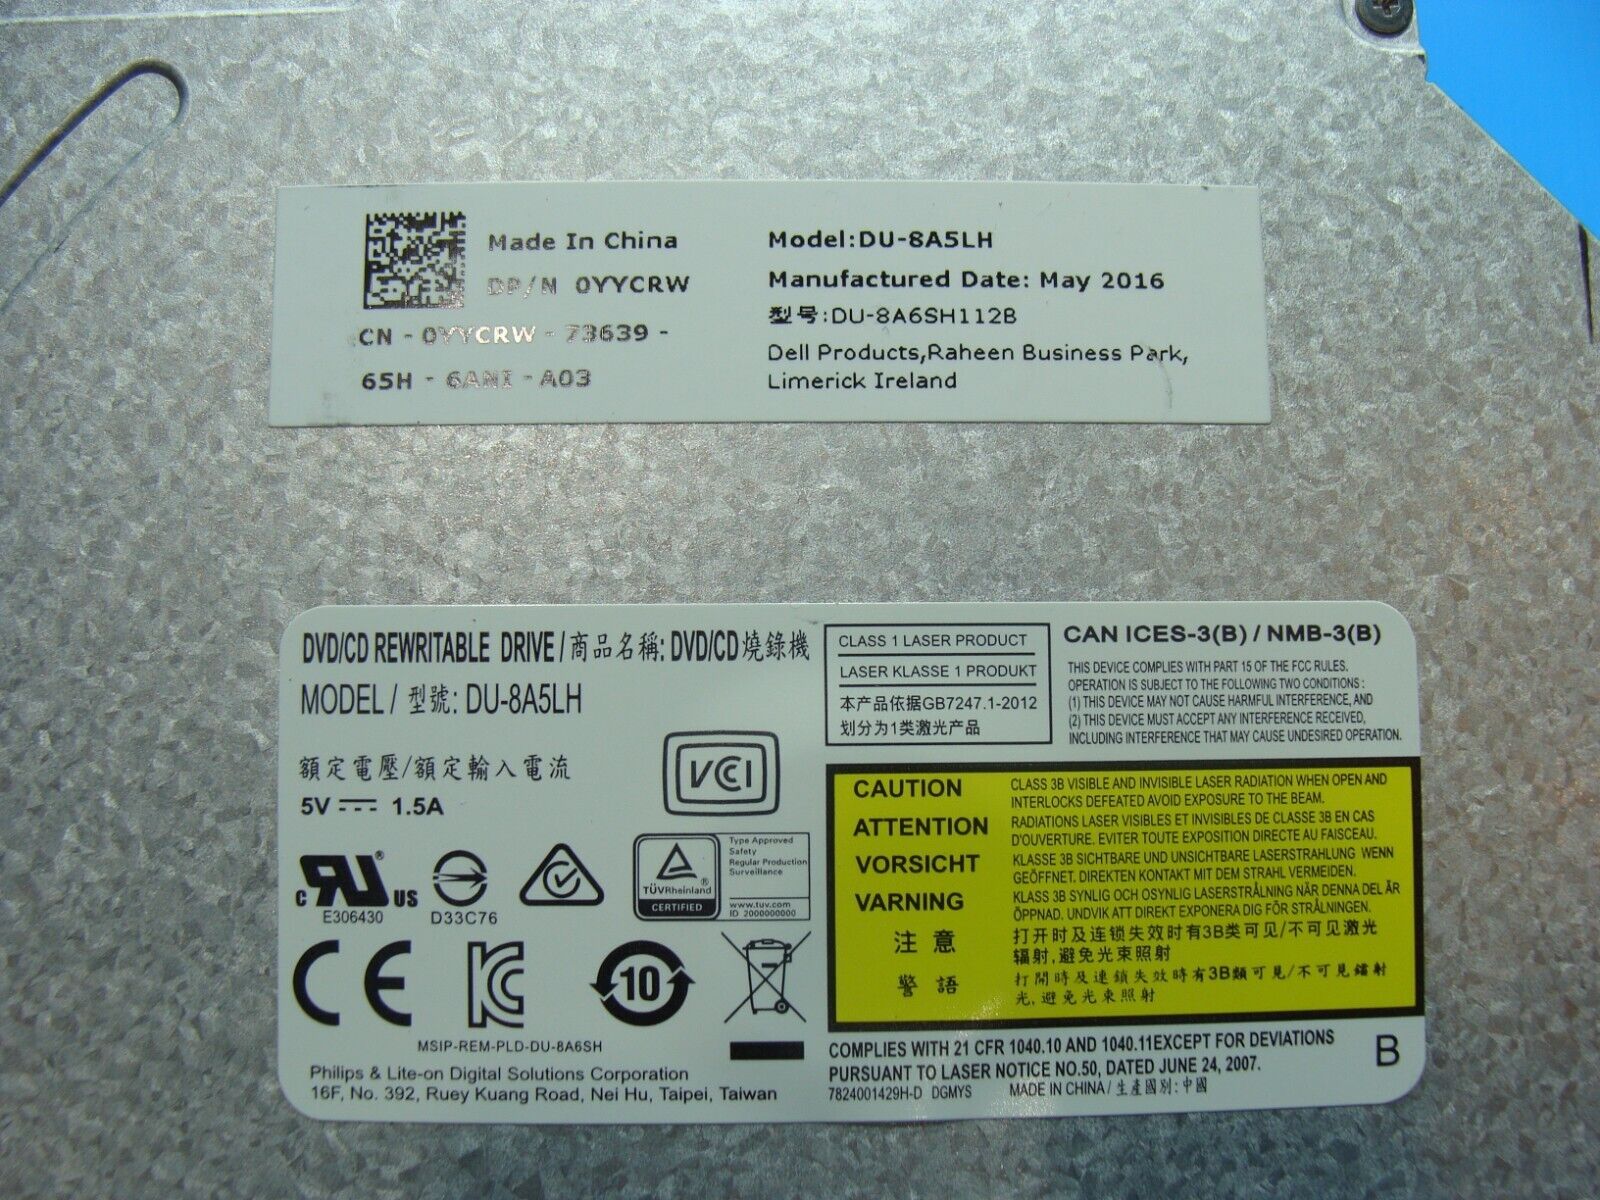 Made In China
DP/N 0YYCRW
CN - 0YYCRW - 73639 -
65H - 6ANI - A03
Model:DU-8A5LH
Manufactured Date: May 2016
型号:DU-8A6SH112B
Dell Products,Raheen Business Park,
Limerick Ireland
DVD/CD REWRITABLE DRIVE/商品名稱: DVD/CD燒錄機
MODEL/型號: DU-8A5LH
額定電壓/額定輸入電流
5V 1.5A
VCCI
c RU US
®
E306430
D33C76
TÜVRheinland ®
CERTIFIED
Type Approved
Safety
Regular Production
Surveillance
www.tuv.com
ID 2000000000
CE
10
MSIP-REM-PLD-DU-8A6SH
Philips & Lite-on Digital Solutions Corporation
16F, No. 392, Ruey Kuang Road, Nei Hu, Taipei, Taiwan
CLASS 1 LASER PRODUCT
LASER KLASSE 1 PRODUKT
本产品依据GB7247.1-2012
划分为1类激光产品
CAN ICES-3(B) / NMB-3(B)
THIS DEVICE COMPLIES WITH PART 15 OF THE FCC RULES.
OPERATION IS SUBJECT TO THE FOLLOWING TWO CONDITIONS :
(1) THIS DEVICE MAY NOT CAUSE HARMFUL INTERFERENCE, AND
(2) THIS DEVICE MUST ACCEPT ANY INTERFERENCE RECEIVED,
INCLUDING INTERFERENCE THAT MAY CAUSE UNDESIRED OPERATION.
CAUTION CLASS 3B VISIBLE AND INVISIBLE LASER RADIATION WHEN OPEN AND
INTERLOCKS DEFEATED AVOID EXPOSURE TO THE BEAM.
ATTENTION RADIATIONS LASER VISIBLES ET INVISIBLES DE CLASSE 3B EN CAS
D'OUVERTURE. EVITER TOUTE EXPOSITION DIRECTE AU FAISCEAU.
VORSICHT KLASSE 3B SICHTBARE UND UNSICHTBARE LASERSTRAHLUNG WENN
GEÖFFNET. DIREKTEN KONTAKT MIT DEM STRAHL VERMEIDEN.
VARNING KLASS 3B SYNLIG OCH OSYNLIG LASERSTRÅLNING NÄR DENNA DEL ÄR
ÖPPNAD. UNDVIK ATT DIREKT EXPONERA DIG FÖR STRÅLNINGEN.
注意 打开时及连锁失效时有3B类可见/不可见激光
辐射,避免光束照射
警語 打開時及連鎖失效時有3B類可見/不可見鐳射
光,避免光束照射
COMPLIES WITH 21 CFR 1040.10 AND 1040.11EXCEPT FOR DEVIATIONS
PURSUANT TO LASER NOTICE NO.50, DATED JUNE 24, 2007.
B
7824001429H-D DGMYS MADE IN CHINA / 生產國別:中國